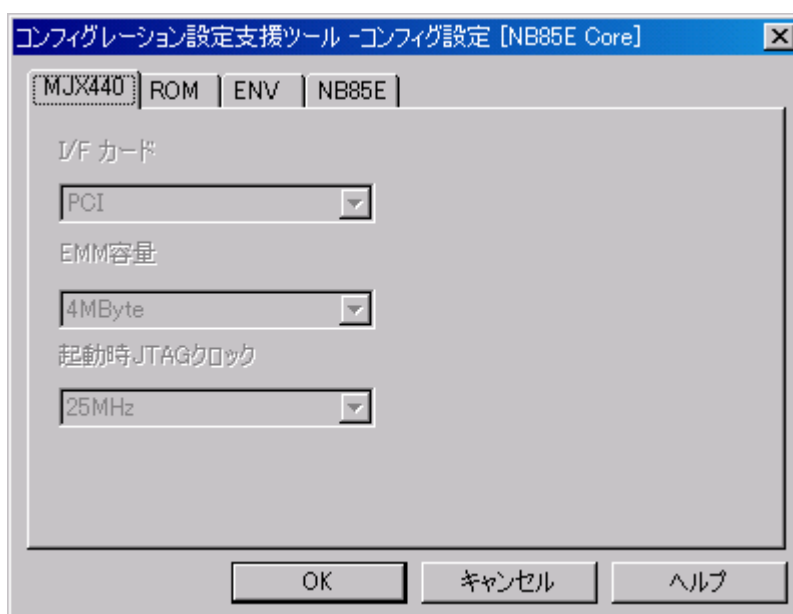 コンフィグレーション設定支援ツール -コンフィグ設定 [NB85E Core]
MJX440 ROM ENV NB85E
I/F カード
PCI
EMM容量
4MByte
起動時JTAGクロック
25MHz
OK キャンセル ヘルプ